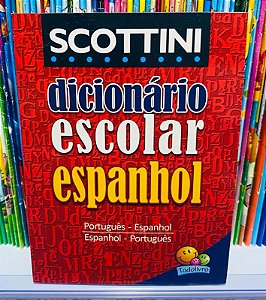 SCOTTINI
dicionário
escolar
espanhol
Português - Espanhol
Espanhol - Português
Todolivro